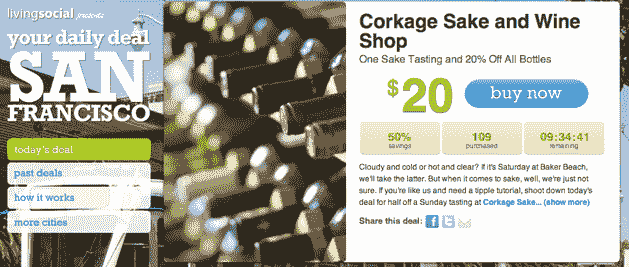 livingsocial presents
your daily deal
SAN
FRANCISCO
today's deal
past deals
how it works
more cities
Corkage Sake and Wine
Shop
One Sake Tasting and 20% Off All Bottles
$20
buy now
50%
savings
109
purchased
09:34:41
remaining
Cloudy and cold or hot and clear? If it's Saturday at Baker Beach,
we'll take the latter. But when it comes to sake, well, we're just not
sure. If you're like us and need a tipple tutorial, shoot down today's
deal for half off a Sunday tasting at Corkage Sake... (show more)
Share this deal: